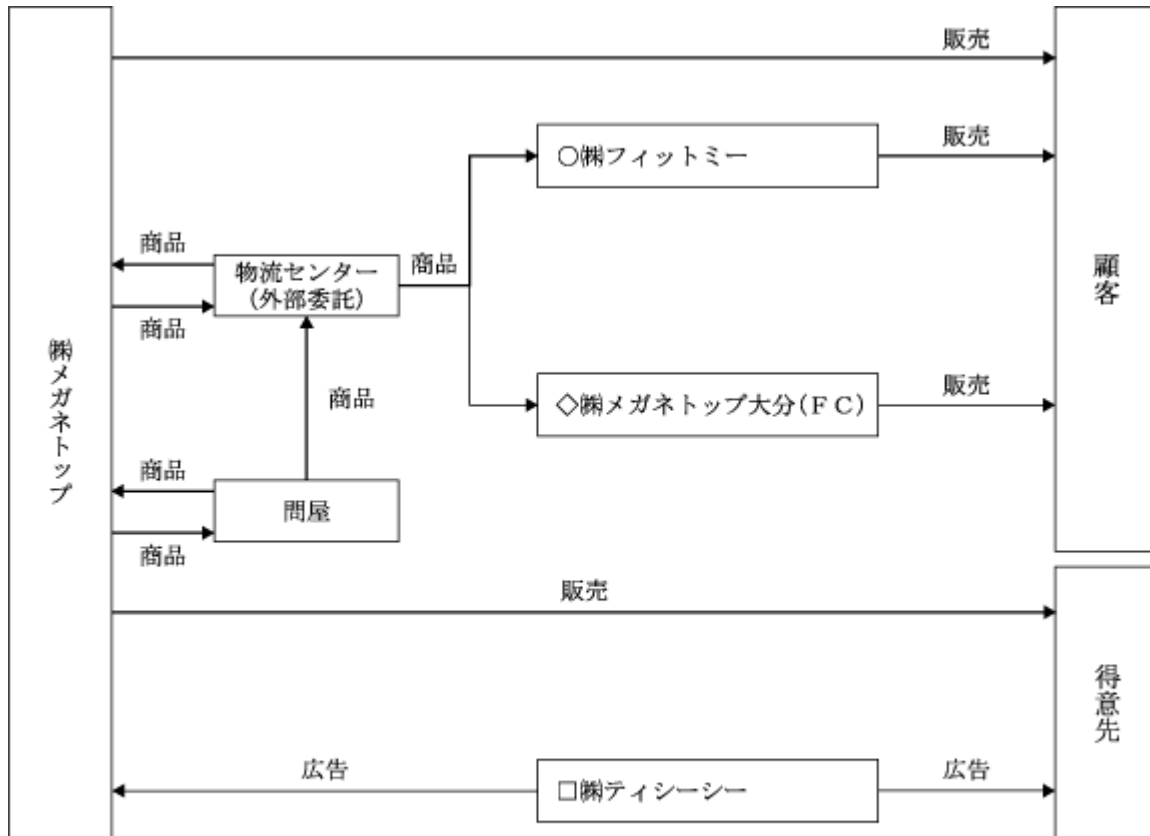 販売
○㈱フィットミー
販売
商品
物流センター
(外部委託)
商品
商品
顧客
㈱メガネトップ
商品
◇㈱メガネトップ大分(ＦＣ)
販売
商品
問屋
商品
販売
得意先
広告
□㈱ティシーシー
広告